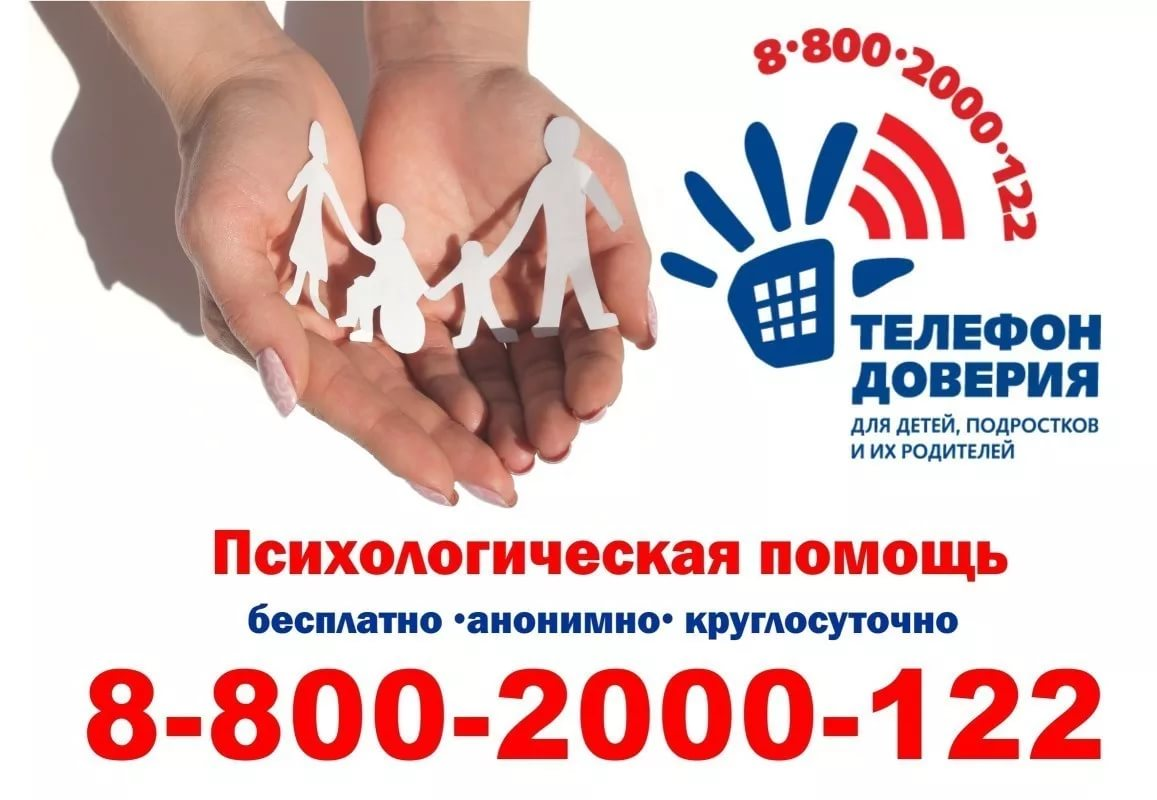 8·800·2000·122
ТЕЛЕФОН
ДОВЕРИЯ
ДЛЯ ДЕТЕЙ, ПОДРОСТКОВ
И ИХ РОДИТЕЛЕЙ
Психологическая помощь
бесплатно •анонимно• круглосуточно
8-800-2000-122